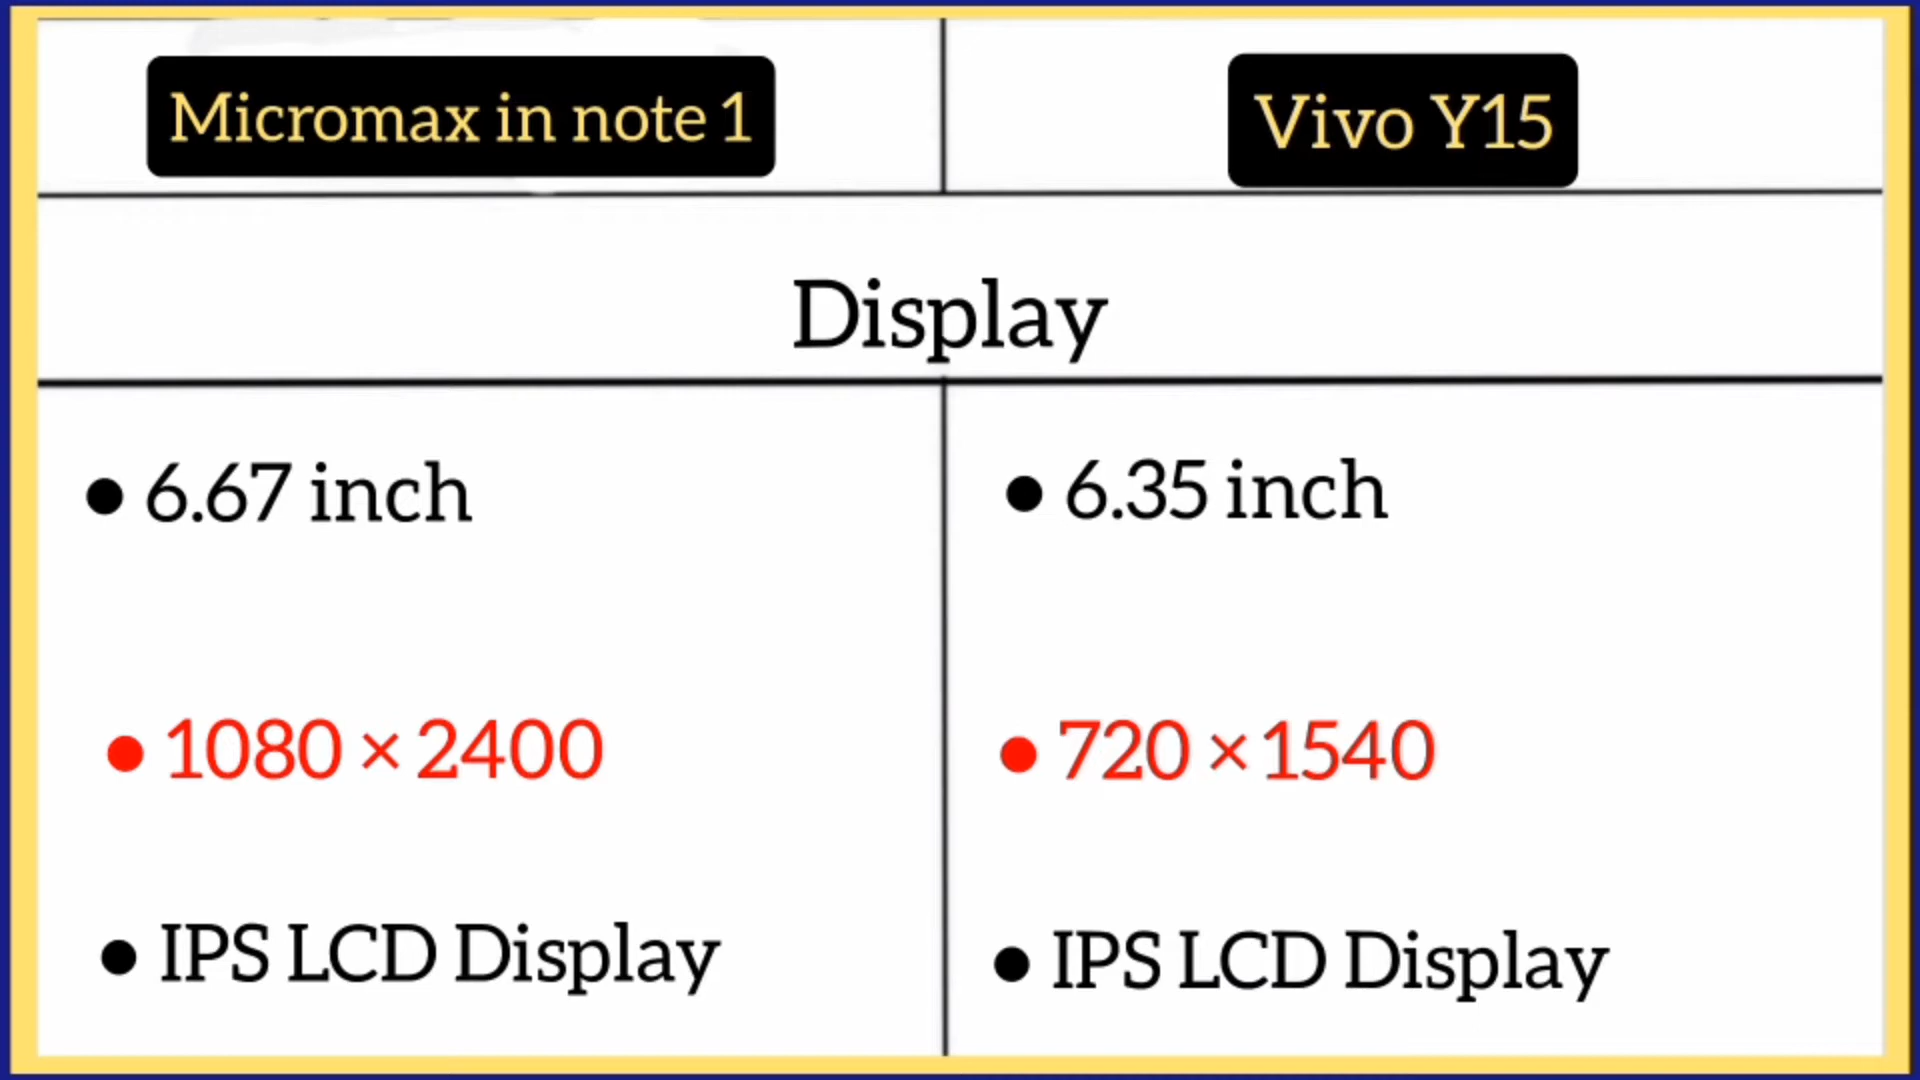 Micromax in note 1
Vivo Y15
Display
● 6.67 inch
● 6.35 inch
● 1080 × 2400
● 720 × 1540
● IPS LCD Display
● IPS LCD Display